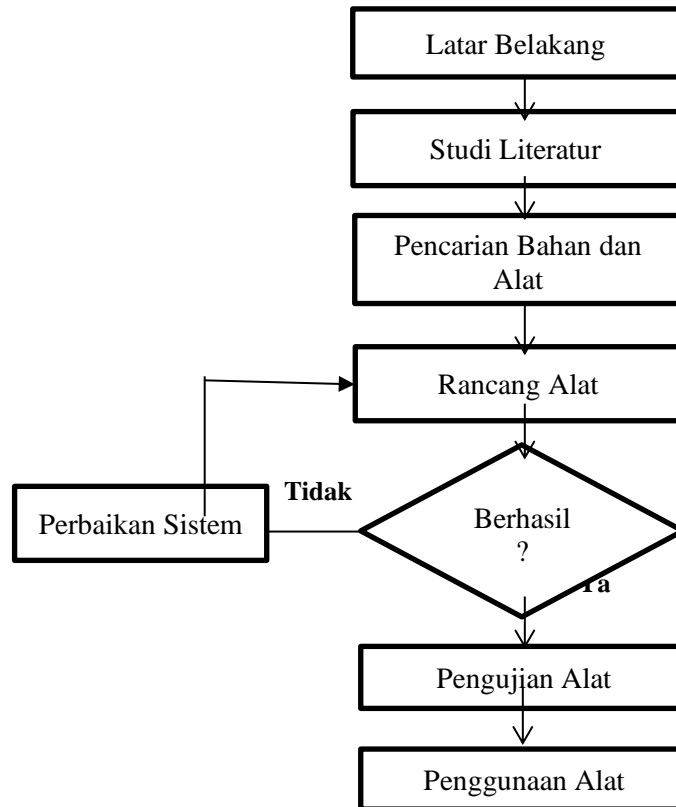 Latar Belakang
Studi Literatur
Pencarian Bahan dan
Alat
Rancang Alat
Tidak
Perbaikan Sistem
Berhasil
?
Ya
Pengujian Alat
Penggunaan Alat